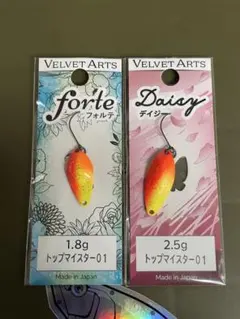 VELVET ARTS
forte
フォルテ
1.8g
トップマイスター01
Made in Japan
VELVET ARTS
Daisy
デイジー
2.5g
トップマイスター01
Made in Japan